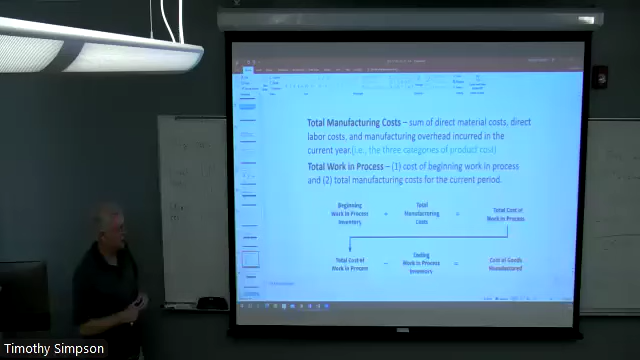 Total Manufacturing Costs – sum of direct material costs, direct
labor costs, and manufacturing overhead incurred in the
current year.(i.e., the three categories of product cost)
Total Work in Process – (1) cost of beginning work in process
and (2) total manufacturing costs for the current period.
Beginning
Work in Process
Inventory
+
Total
Manufacturing
Costs
=
Total Cost of
Work in Process
Total Cost of
Work in Process
–
Ending
Work in Process
Inventory
=
Cost of Goods
Manufactured
Timothy Simpson